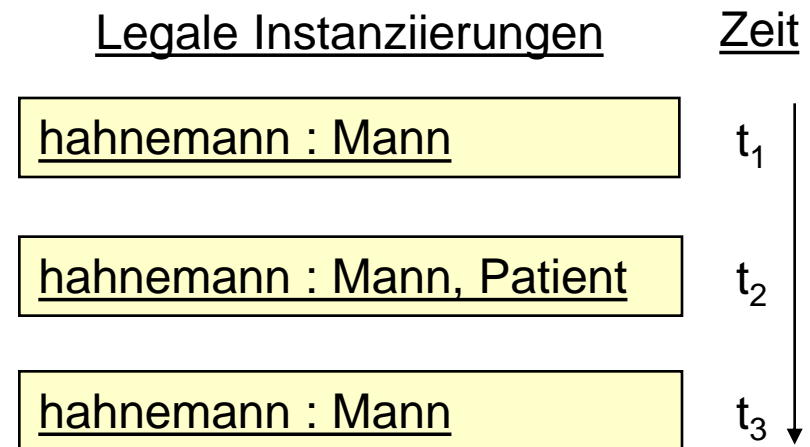 Legale Instanziierungen Zeit
hahnemann : Mann t₁
hahnemann : Mann, Patient t₂
hahnemann : Mann t₃